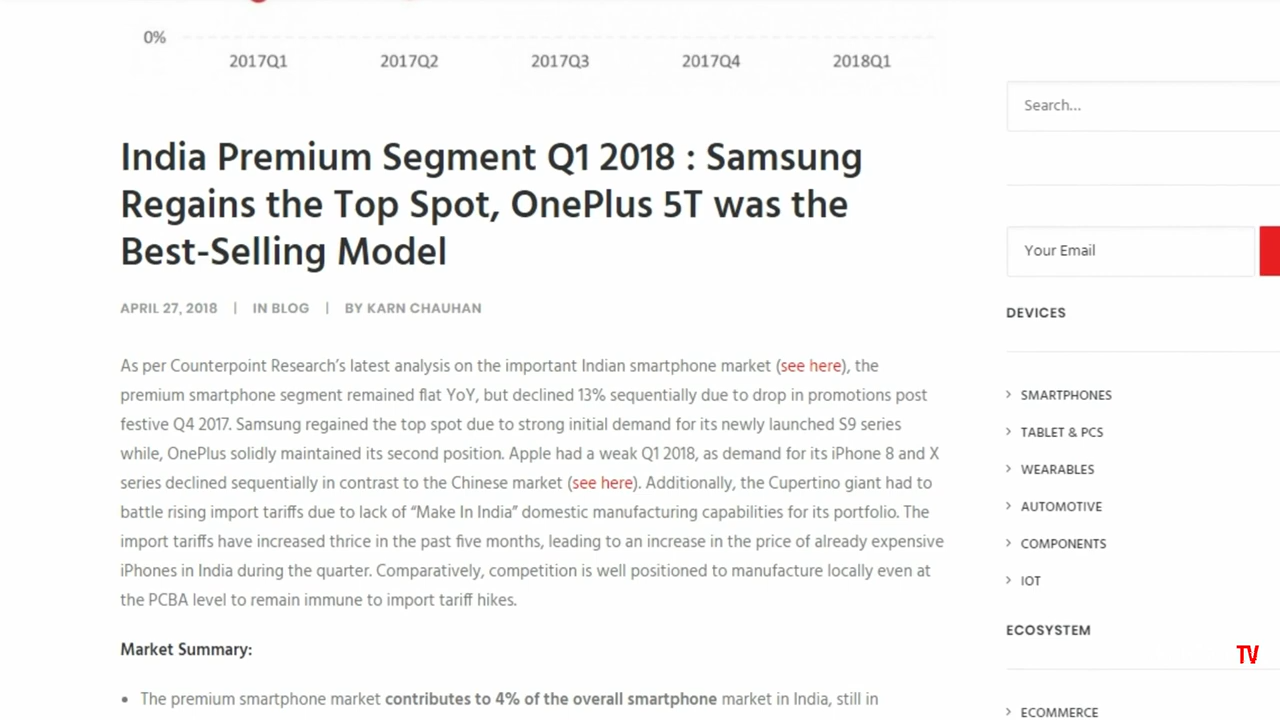 0%
2017Q1 2017Q2 2017Q3 2017Q4 2018Q1
India Premium Segment Q1 2018 : Samsung
Regains the Top Spot, OnePlus 5T was the
Best-Selling Model
APRIL 27, 2018 | IN BLOG | BY KARN CHAUHAN
As per Counterpoint Research's latest analysis on the important Indian smartphone market (see here), the
premium smartphone segment remained flat YoY, but declined 13% sequentially due to drop in promotions post
festive Q4 2017. Samsung regained the top spot due to strong initial demand for its newly launched S9 series
while, OnePlus solidly maintained its second position. Apple had a weak Q1 2018, as demand for its iPhone 8 and X
series declined sequentially in contrast to the Chinese market (see here). Additionally, the Cupertino giant had to
battle rising import tariffs due to lack of “Make In India” domestic manufacturing capabilities for its portfolio. The
import tariffs have increased thrice in the past five months, leading to an increase in the price of already expensive
iPhones in India during the quarter. Comparatively, competition is well positioned to manufacture locally even at
the PCBA level to remain immune to import tariff hikes.
Market Summary:
• The premium smartphone market contributes to 4% of the overall smartphone market in India, still in
Search...
Your Email
DEVICES
> SMARTPHONES
> TABLET & PCS
> WEARABLES
> AUTOMOTIVE
> COMPONENTS
> IOT
ECOSYSTEM
TV
> ECOMMERCE